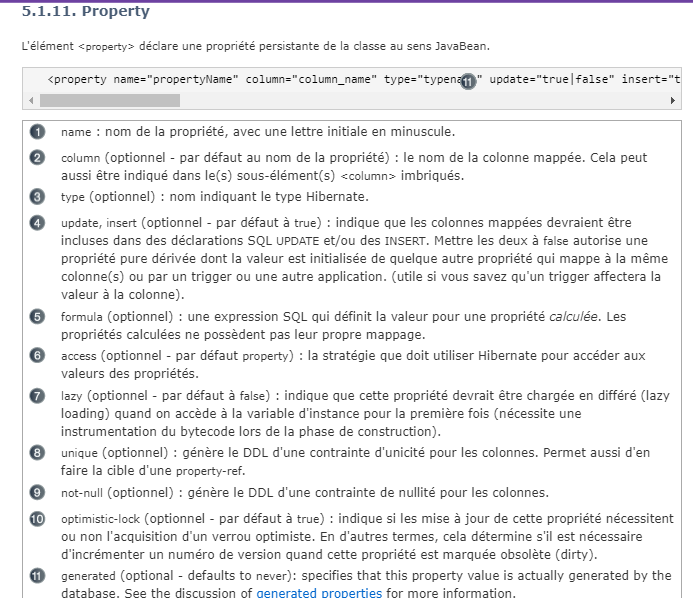 5.1.11. Property
L'élément <property> déclare une propriété persistante de la classe au sens JavaBean.
<property name="propertyName" column="column_name" type="typena 11 " update="true|false" insert="t
1 name : nom de la propriété, avec une lettre initiale en minuscule.
2 column (optionnel - par défaut au nom de la propriété) : le nom de la colonne mappée. Cela peut
aussi être indiqué dans le(s) sous-élément(s) <column> imbriqués.
3 type (optionnel) : nom indiquant le type Hibernate.
4 update, insert (optionnel - par défaut à true) : indique que les colonnes mappées devraient être
incluses dans des déclarations SQL UPDATE et/ou des INSERT. Mettre les deux à false autorise une
propriété pure dérivée dont la valeur est initialisée de quelque autre propriété qui mappe à la même
colonne(s) ou par un trigger ou une autre application. (utile si vous savez qu'un trigger affectera la
valeur à la colonne).
5 formula (optionnel) : une expression SQL qui définit la valeur pour une propriété calculée. Les
propriétés calculées ne possèdent pas leur propre mappage.
6 access (optionnel - par défaut property) : la stratégie que doit utiliser Hibernate pour accéder aux
valeurs des propriétés.
7 lazy (optionnel - par défaut à false) : indique que cette propriété devrait être chargée en différé (lazy
loading) quand on accède à la variable d'instance pour la première fois (nécessite une
instrumentation du bytecode lors de la phase de construction).
8 unique (optionnel) : génère le DDL d'une contrainte d'unicité pour les colonnes. Permet aussi d'en
faire la cible d'une property-ref.
9 not-null (optionnel) : génère le DDL d'une contrainte de nullité pour les colonnes.
10 optimistic-lock (optionnel - par défaut à true) : indique si les mise à jour de cette propriété nécessitent
ou non l'acquisition d'un verrou optimiste. En d'autres termes, cela détermine s'il est nécessaire
d'incrémenter un numéro de version quand cette propriété est marquée obsolète (dirty).
11 generated (optional - defaults to never): specifies that this property value is actually generated by the
database. See the discussion of generated properties for more information.